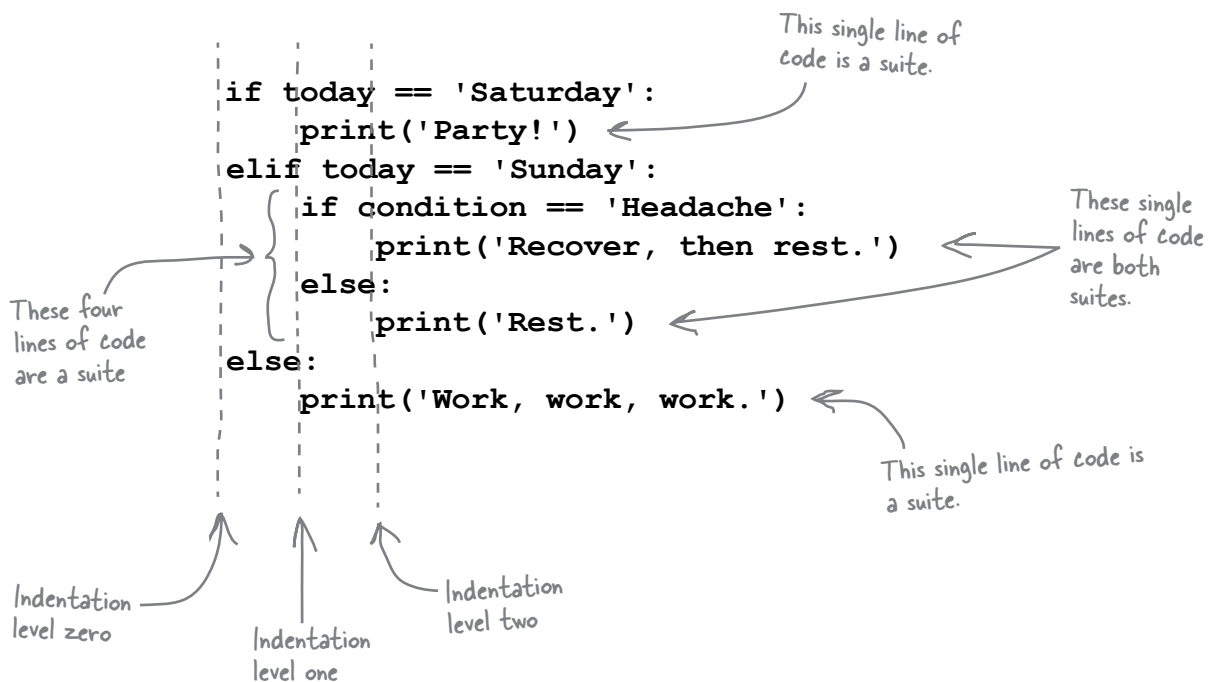 This single line of
code is a suite.
if today == 'Saturday':
    print('Party!')
elif today == 'Sunday':
    if condition == 'Headache':
        print('Recover, then rest.')
    else:
        print('Rest.')
else:
    print('Work, work, work.')
These single
lines of code
are both
suites.
These four
lines of code
are a suite
This single line of code is
a suite.
Indentation
level zero
Indentation
level one
Indentation
level two